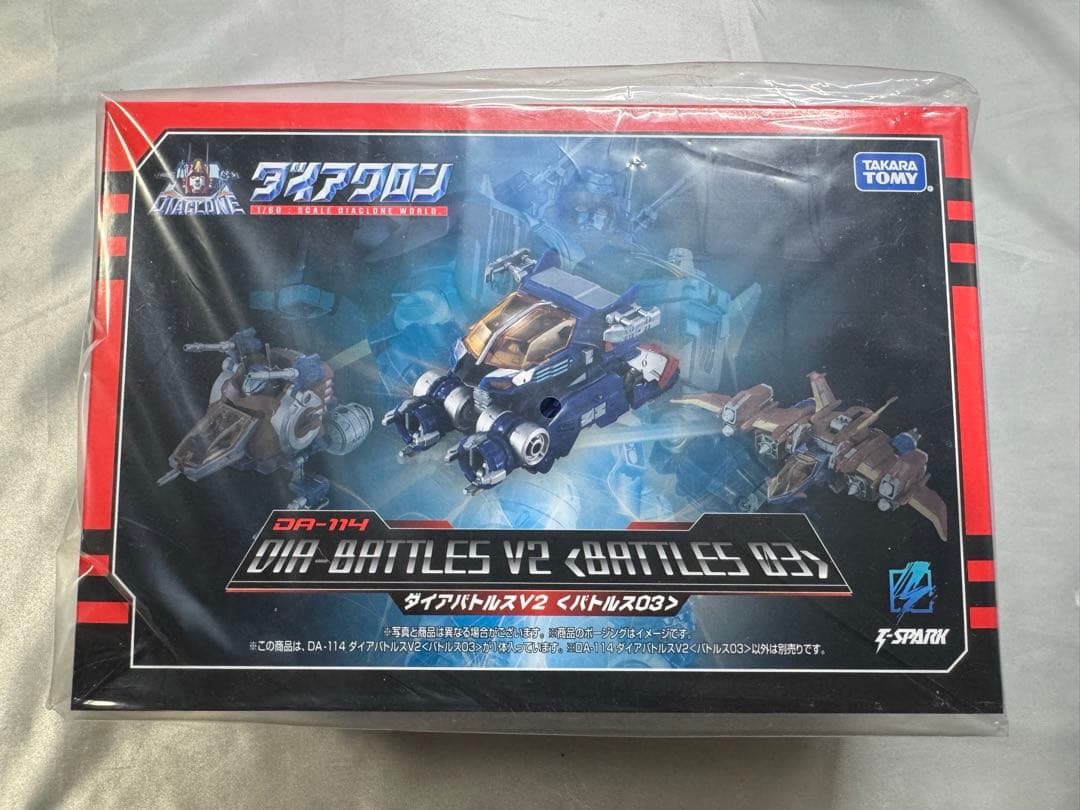 DIACLONE
ダイアクロン
1/60 : SCALE DIACLONE WORLD
TAKARA
TOMY
DA-114
DIA-BATTLES V2 <BATTLES 03>
ダイアバトルスV2 <バトルス03>
※写真と商品は異なる場合がございます。※商品のポージングはイメージです。
※この商品は、DA-114 ダイアバトルスV2<バトルス03>が1体入っています。※DA-114 ダイアバトルスV2<バトルス03>以外は別売りです。
T-SPARK